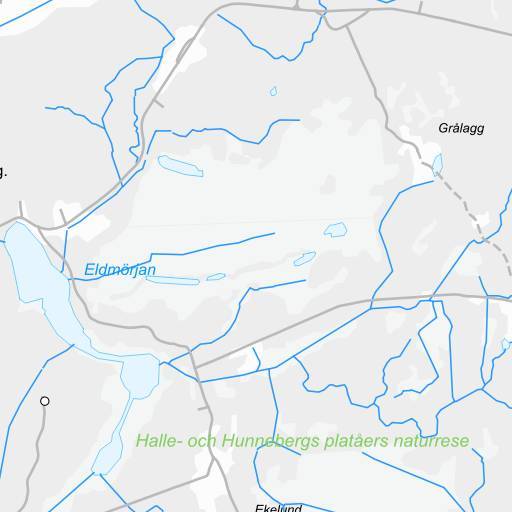 Grålagg
g.
Eldmörjan
Halle- och Hunnebergs platåers naturrese
Ekelund